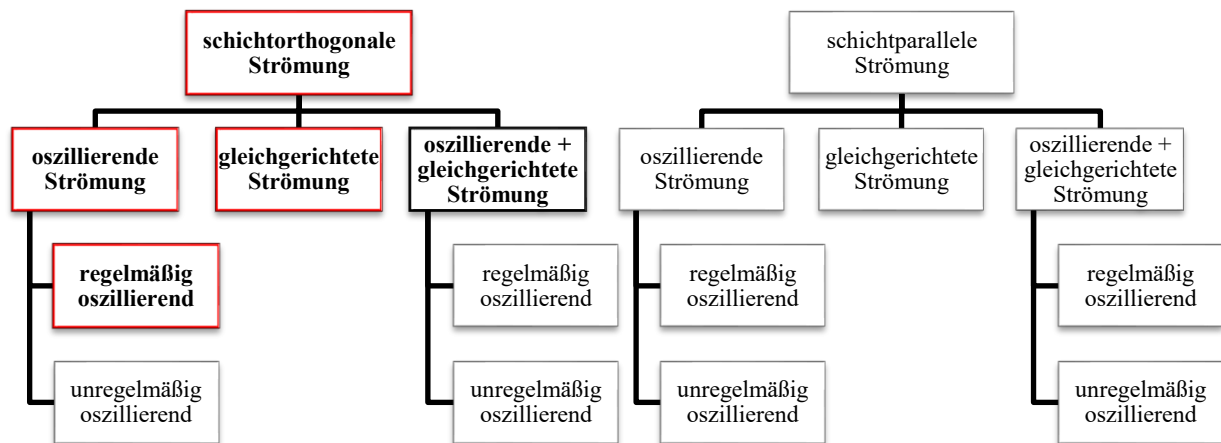 schichtorthogonale
Strömung
schichtparallele
Strömung
oszillierende
Strömung
gleichgerichtete
Strömung
oszillierende +
gleichgerichtete
Strömung
oszillierende
Strömung
gleichgerichtete
Strömung
oszillierende +
gleichgerichtete
Strömung
regelmäßig
oszillierend
regelmäßig
oszillierend
regelmäßig
oszillierend
regelmäßig
oszillierend
unregelmäßig
oszillierend
unregelmäßig
oszillierend
unregelmäßig
oszillierend
unregelmäßig
oszillierend